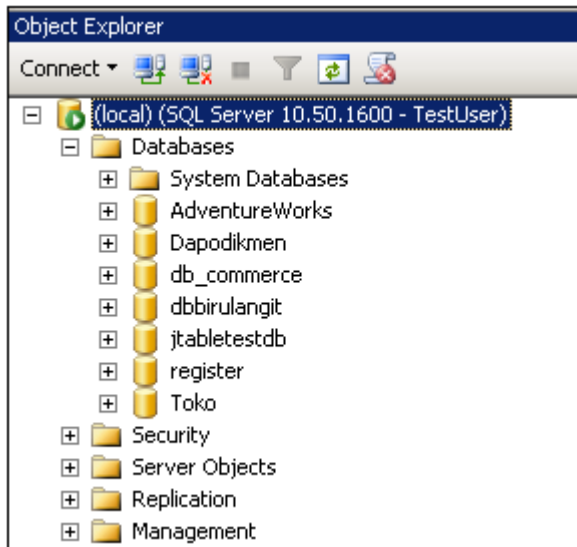 Object Explorer
Connect
(local) (SQL Server 10.50.1600 - TestUser)
Databases
System Databases
AdventureWorks
Dapodikmen
db_commerce
dbbirulangit
jtabletestdb
register
Toko
Security
Server Objects
Replication
Management